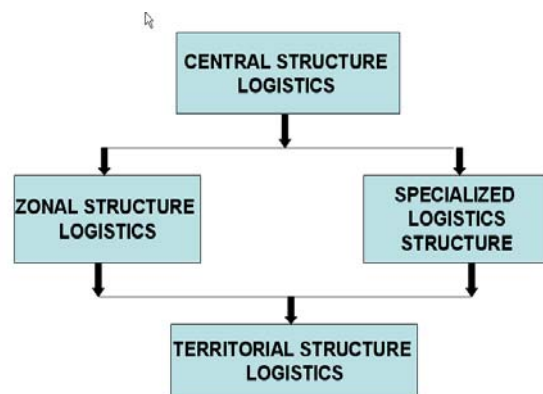 CENTRAL STRUCTURE
LOGISTICS
ZONAL STRUCTURE
LOGISTICS
SPECIALIZED
LOGISTICS
STRUCTURE
TERRITORIAL STRUCTURE
LOGISTICS